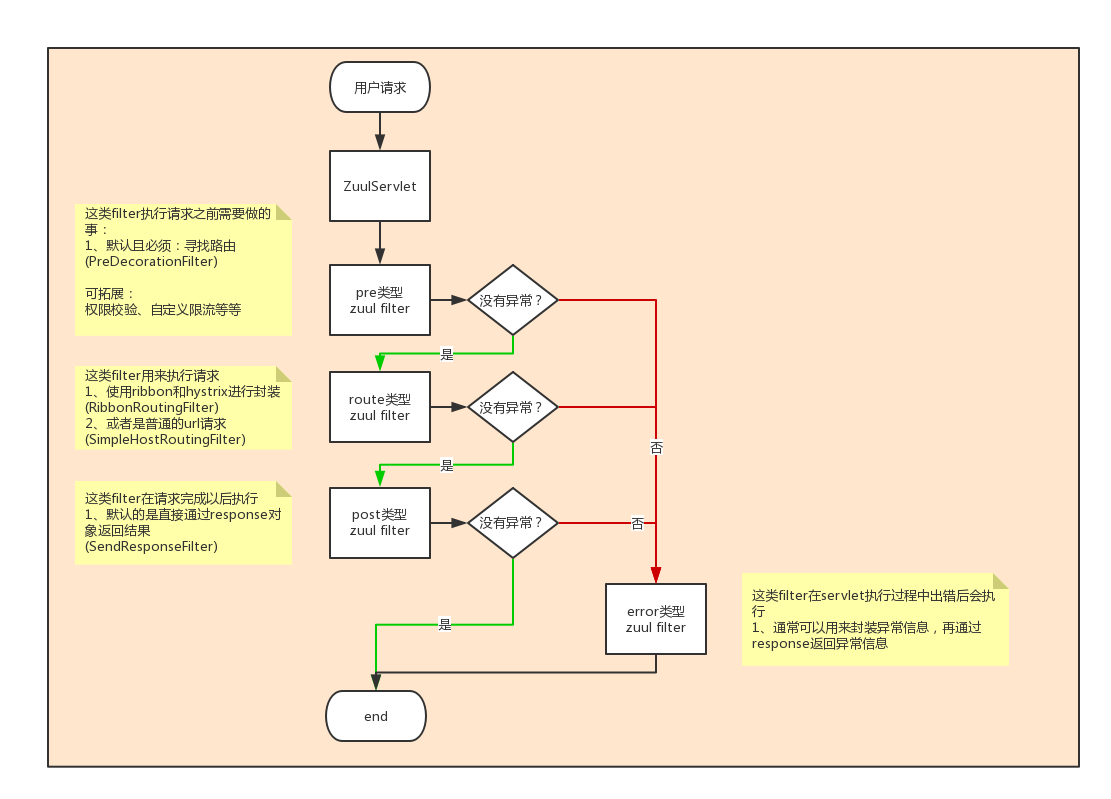 用户请求
ZuulServlet
这类filter执行请求之前需要做的
事：
1、默认且必须：寻找路由
(PreDecorationFilter)
可拓展：
权限校验、自定义限流等等
pre类型
zuul filter
没有异常？
是
这类filter用来执行请求
1、使用ribbon和hystrix进行封装
(RibbonRoutingFilter)
2、或者是普通的url请求
(SimpleHostRoutingFilter)
route类型
zuul filter
没有异常？
否
是
这类filter在请求完成以后执行
1、默认的是直接通过response对
象返回结果
(SendResponseFilter)
post类型
zuul filter
没有异常？
否
是
error类型
zuul filter
这类filter在servlet执行过程中出错后会执
行
1、通常可以用来封装异常信息，再通过
response返回异常信息
end